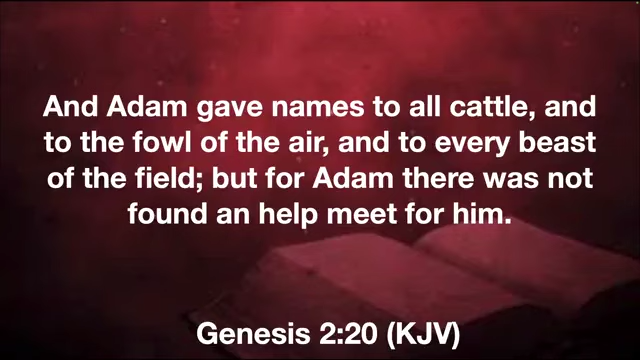 And Adam gave names to all cattle, and
to the fowl of the air, and to every beast
of the field; but for Adam there was not
found an help meet for him.
Genesis 2:20 (KJV)